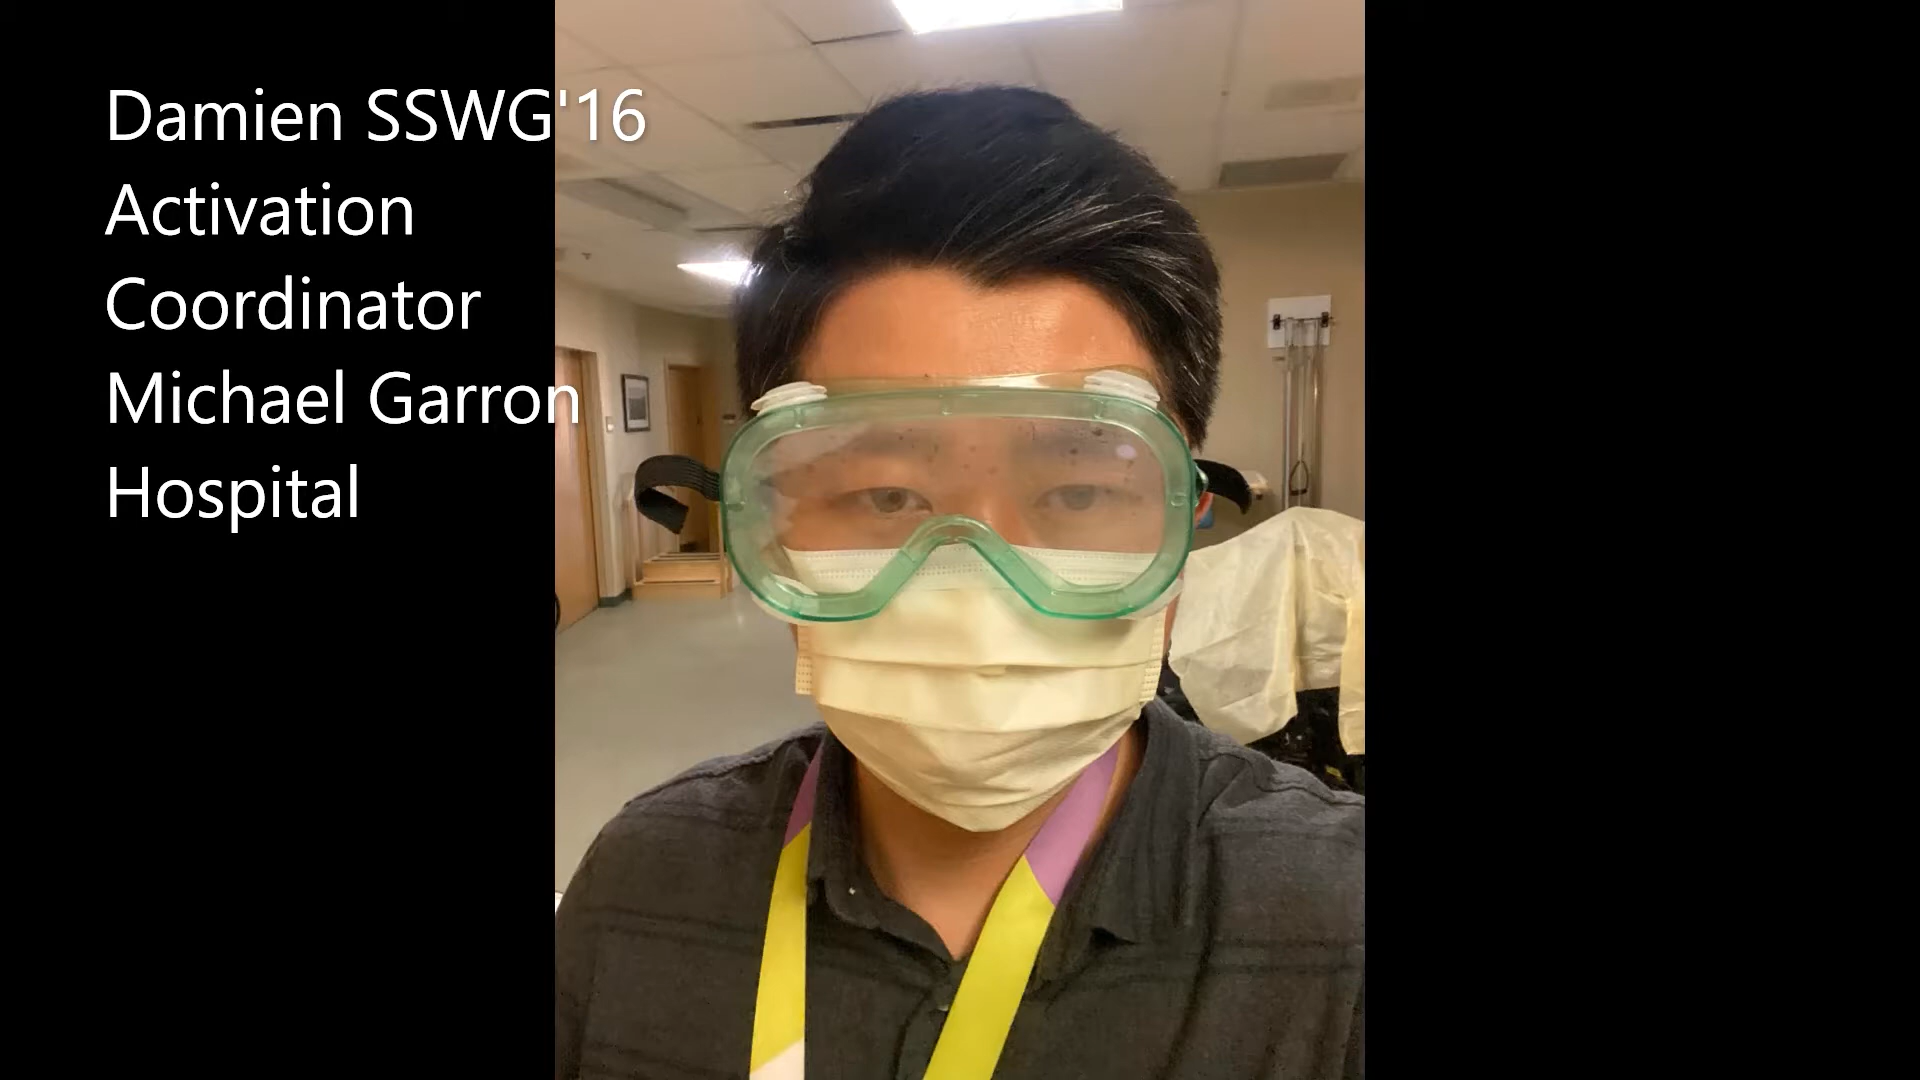 Damien SSWG'16
Activation
Coordinator
Michael Garron
Hospital